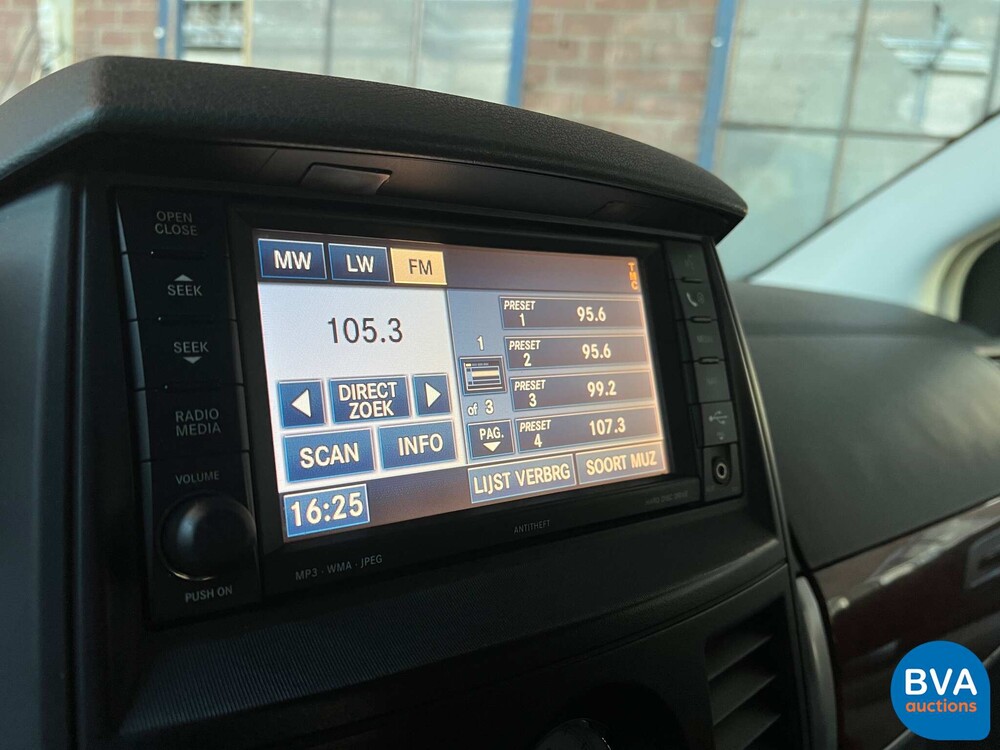 OPEN
CLOSE
SEEK
SEEK
RADIO
MEDIA
VOLUME
PUSH ON
MW LW FM
TMC
105.3
DIRECT
ZOEK
SCAN INFO
16:25
1
of 3
PAG.
PRESET
1 95.6
PRESET
2 95.6
PRESET
3 99.2
PRESET
4 107.3
LIJST VERBRG SOORT MUZ
MP3 · WMA · JPEG
ANTITHEFT
BVA
auctions